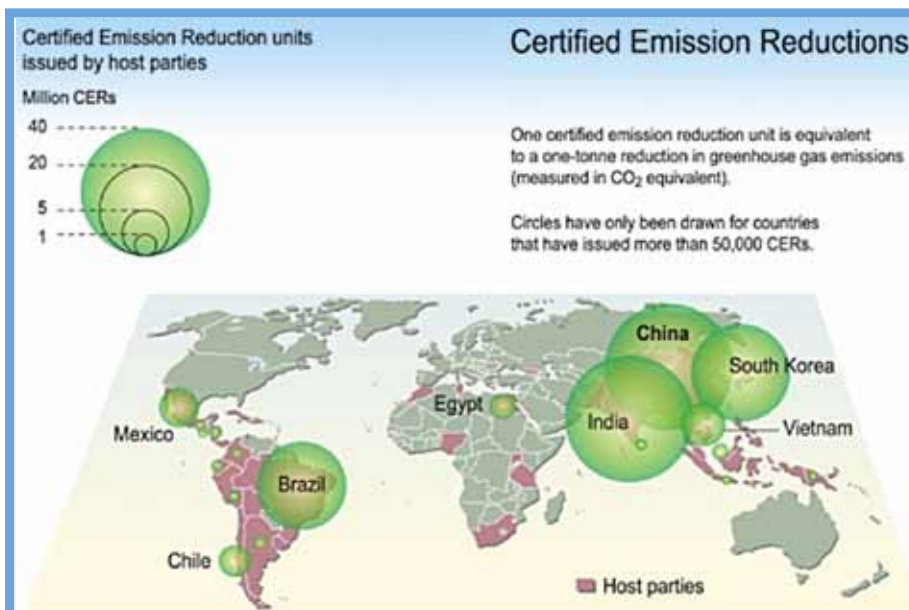 Certified Emission Reduction units
issued by host parties
Million CERs
40
20
5
1
Certified Emission Reductions
One certified emission reduction unit is equivalent
to a one-tonne reduction in greenhouse gas emissions
(measured in CO₂ equivalent).
Circles have only been drawn for countries
that have issued more than 50,000 CERs.
China
South Korea
India
Egypt
Vietnam
Mexico
Brazil
Chile
Host parties